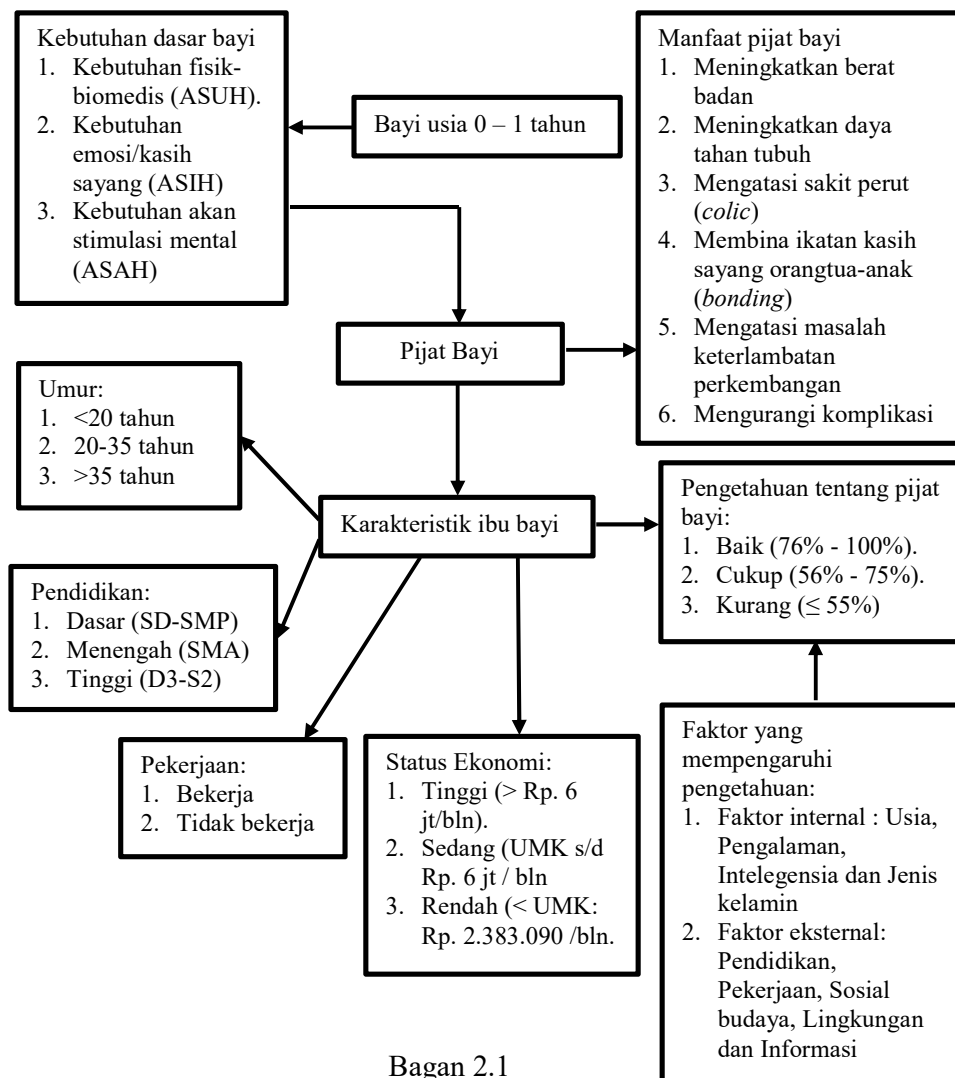 Kebutuhan dasar bayi
1. Kebutuhan fisik-
biomedis (ASUH).
2. Kebutuhan
emosi/kasih
sayang (ASIH)
3. Kebutuhan akan
stimulasi mental
(ASAH)
Bayi usia 0 – 1 tahun
Manfaat pijat bayi
1. Meningkatkan berat
badan
2. Meningkatkan daya
tahan tubuh
3. Mengatasi sakit perut
(colic)
4. Membina ikatan kasih
sayang orangtua-anak
(bonding)
5. Mengatasi masalah
keterlambatan
perkembangan
6. Mengurangi komplikasi
Pijat Bayi
Umur:
1. <20 tahun
2. 20-35 tahun
3. >35 tahun
Karakteristik ibu bayi
Pengetahuan tentang pijat
bayi:
1. Baik (76% - 100%).
2. Cukup (56% - 75%).
3. Kurang (≤ 55%)
Pendidikan:
1. Dasar (SD-SMP)
2. Menengah (SMA)
3. Tinggi (D3-S2)
Pekerjaan:
1. Bekerja
2. Tidak bekerja
Status Ekonomi:
1. Tinggi (> Rp. 6
jt/bln).
2. Sedang (UMK s/d
Rp. 6 jt / bln
3. Rendah (< UMK:
Rp. 2.383.090 /bln.
Faktor yang
mempengaruhi
pengetahuan:
1. Faktor internal : Usia,
Pengalaman,
Intelegensia dan Jenis
kelamin
2. Faktor eksternal:
Pendidikan,
Pekerjaan, Sosial
budaya, Lingkungan
dan Informasi
Bagan 2.1